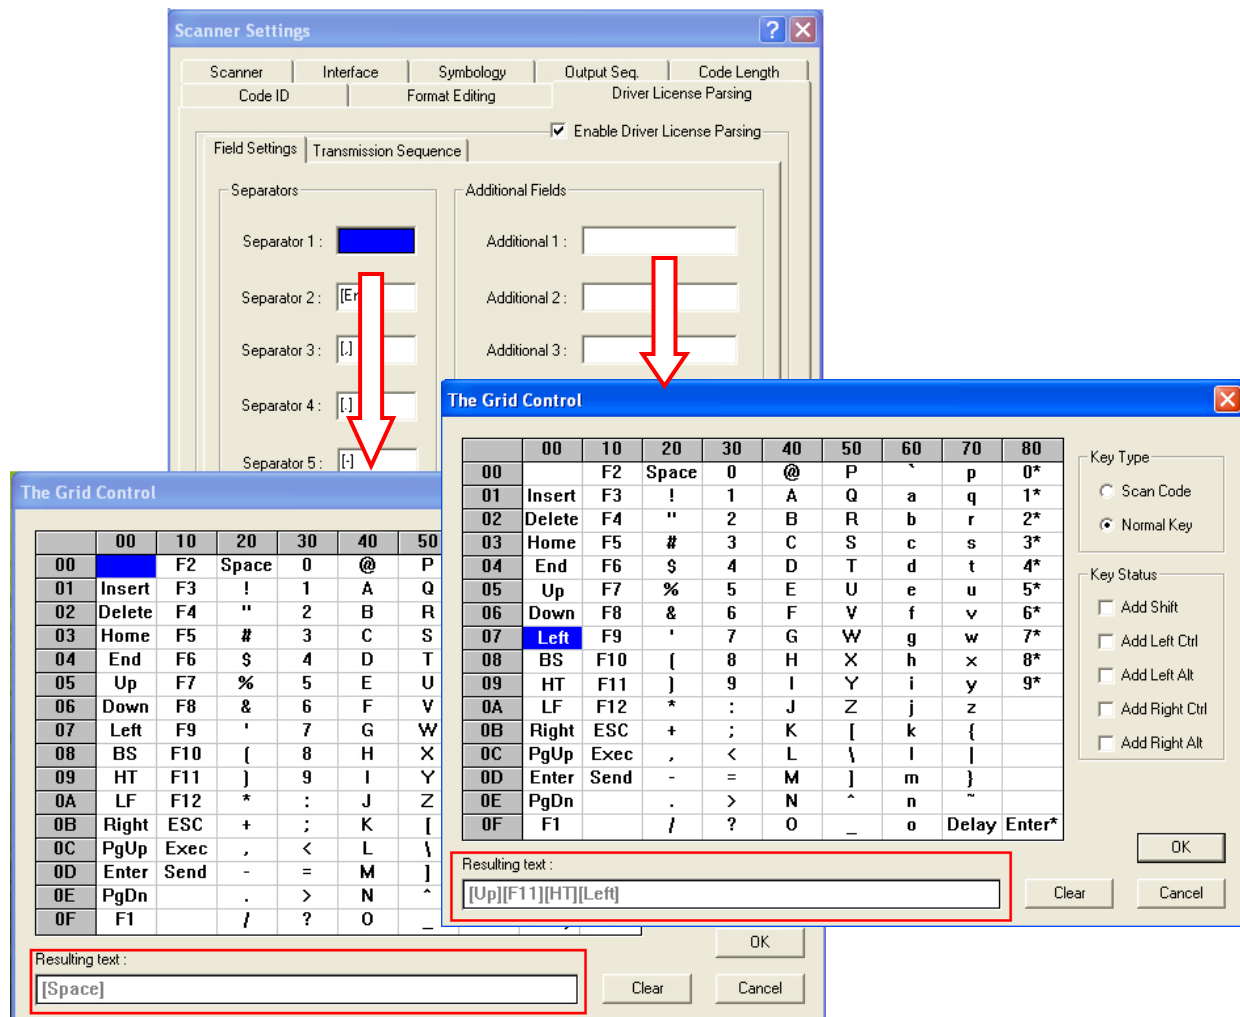 Scanner Settings
Scanner Interface Symbology Output Seq. Code Length
Code ID Format Editing Driver License Parsing
Enable Driver License Parsing
Field Settings Transmission Sequence
Separators
Separator 1 :
Separator 2 :
Separator 3 : [,]
Separator 4 : [.]
Separator 5 : [-]
Additional Fields
Additional 1 :
Additional 2 :
Additional 3 :
The Grid Control
00 10 20 30 40 50
00 F2 Space 0 @ P
01 Insert F3 ! 1 A Q
02 Delete F4 " 2 B R
03 Home F5 # 3 C S
04 End F6 $ 4 D T
05 Up F7 % 5 E U
06 Down F8 & 6 F V
07 Left F9 ' 7 G W
08 BS F10 ( 8 H X
09 HT F11 ) 9 I Y
0A LF F12 * : J Z
0B Right ESC + ; K [
0C PgUp Exec , < L \
0D Enter Send - = M ]
0E PgDn . > N ^
0F F1 / ? O _
Resulting text :
[Space]
OK
Clear Cancel
The Grid Control
00 10 20 30 40 50 60 70 80
00 F2 Space 0 @ P ` p 0*
01 Insert F3 ! 1 A Q a q 1*
02 Delete F4 " 2 B R b r 2*
03 Home F5 # 3 C S c s 3*
04 End F6 $ 4 D T d t 4*
05 Up F7 % 5 E U e u 5*
06 Down F8 & 6 F V f v 6*
07 Left F9 ' 7 G W g w 7*
08 BS F10 ( 8 H X h x 8*
09 HT F11 ) 9 I Y i y 9*
0A LF F12 * : J Z j z
0B Right ESC + ; K [ k {
0C PgUp Exec , < L \ l |
0D Enter Send - = M ] m }
0E PgDn . > N ^ n ~
0F F1 / ? O _ o Delay Enter*
Key Type
Scan Code
Normal Key
Key Status
Add Shift
Add Left Ctrl
Add Left Alt
Add Right Ctrl
Add Right Alt
OK
Resulting text :
[Up][F11][HT][Left]
Clear Cancel